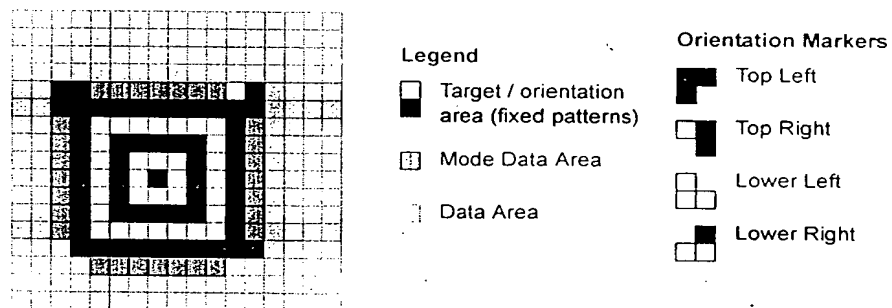 Legend
Target / orientation
area (fixed patterns)
Mode Data Area
Data Area
Orientation Markers
Top Left
Top Right
Lower Left
Lower Right